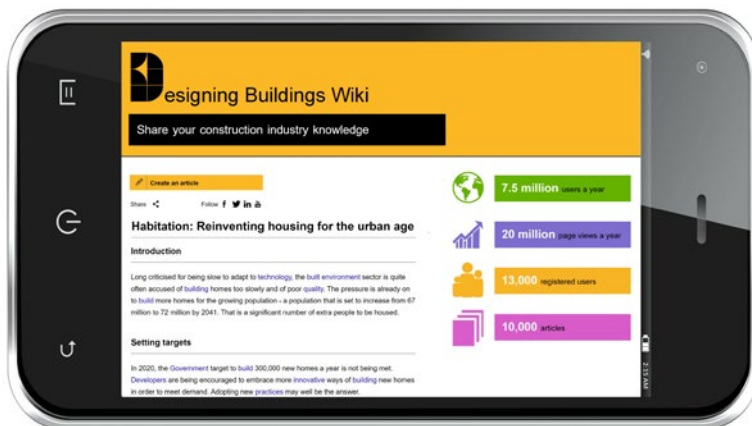 Designing Buildings Wiki
Share your construction industry knowledge
Create an article
Share Follow
Habitation: Reinventing housing for the urban age
Introduction
Long criticised for being slow to adapt to technology, the built environment sector is quite
often accused of building homes too slowly and of poor quality. The pressure is already on
to build more homes for the growing population - a population that is set to increase from 67
million to 72 million by 2041. That is a significant number of extra people to be housed.
Setting targets
In 2020, the Government target to build 300,000 new homes a year is not being met.
Developers are being encouraged to embrace more innovative ways of building new homes
in order to meet demand. Adopting new practices may well be the answer.
7.5 million users a year
20 million page views a year
13,000 registered users
10,000 articles
2:15 AM